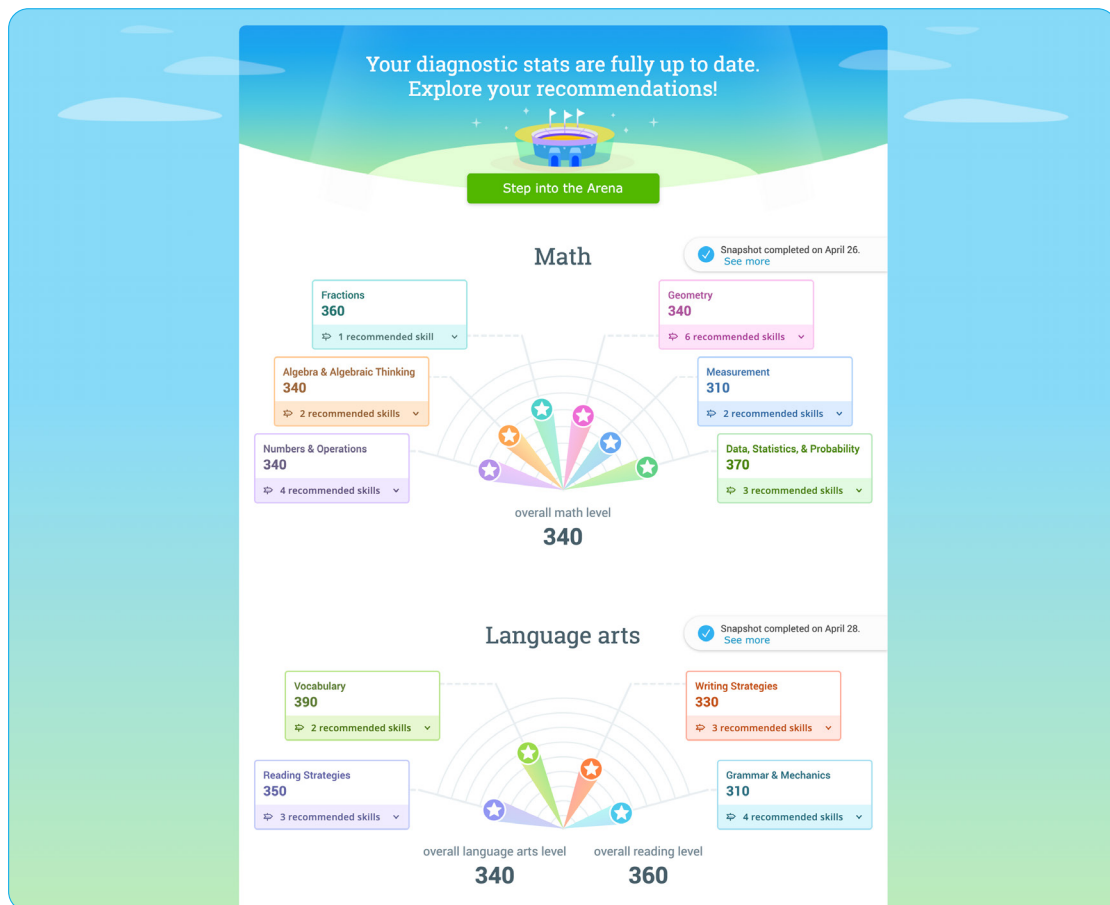 Your diagnostic stats are fully up to date.
Explore your recommendations!
Step into the Arena
Math
Snapshot completed on April 26.
See more
Fractions
360
1 recommended skill
Geometry
340
6 recommended skills
Algebra & Algebraic Thinking
340
2 recommended skills
Measurement
310
2 recommended skills
Numbers & Operations
340
4 recommended skills
Data, Statistics, & Probability
370
3 recommended skills
overall math level
340
Language arts
Snapshot completed on April 28.
See more
Vocabulary
390
2 recommended skills
Writing Strategies
330
3 recommended skills
Reading Strategies
350
3 recommended skills
Grammar & Mechanics
310
4 recommended skills
overall language arts level
340
overall reading level
360